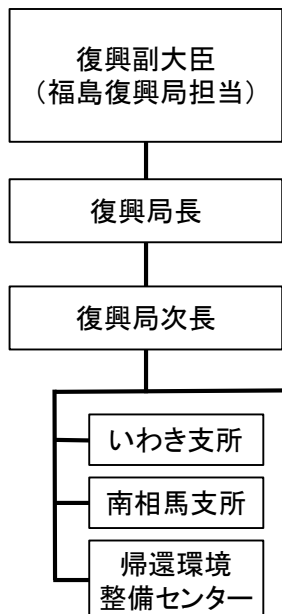 復興副大臣
（福島復興局担当）
復興局長
復興局次長
いわき支所
南相馬支所
帰還環境
整備センター